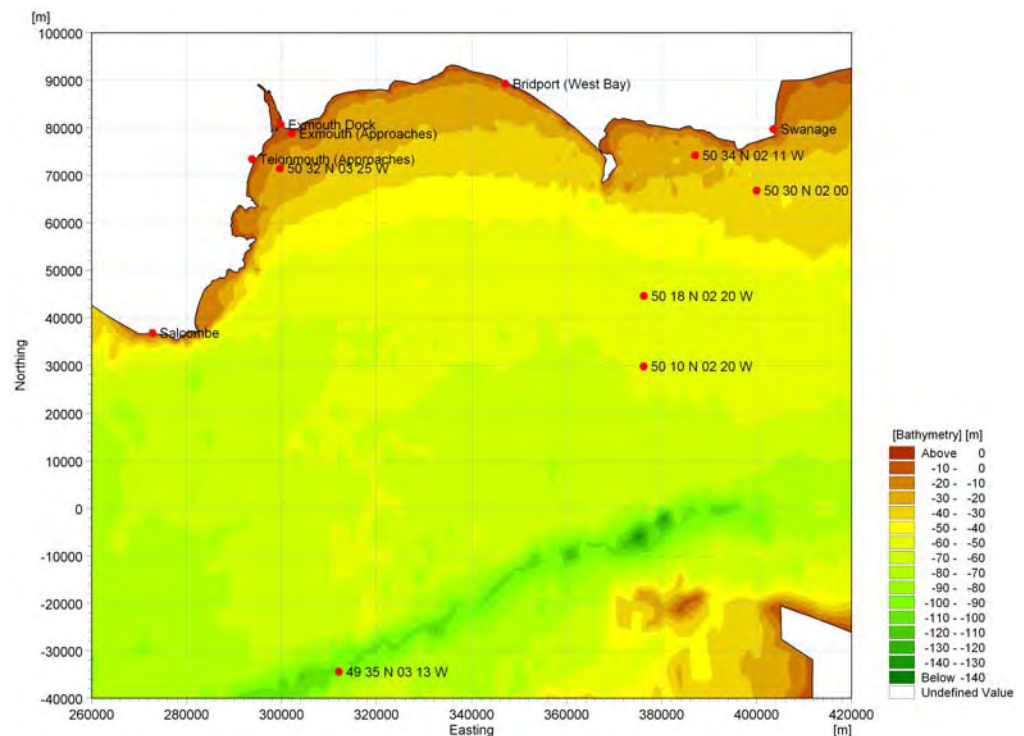 [m]
100000
90000
80000
70000
60000
50000
40000
30000
20000
10000
0
-10000
-20000
-30000
-40000
Northing
Bridport (West Bay)
Exmouth Dock
Exmouth (Approaches)
Swanage
Teignmouth (Approaches)
50 34 N 02 11 W
50 32 N 03 25 W
50 30 N 02 00
50 18 N 02 20 W
Salcombe
50 10 N 02 20 W
49 35 N 03 13 W
260000 280000 300000 320000 340000 360000 380000 400000 420000
Easting [m]
[Bathymetry] [m]
Above 0
-10 - 0
-20 - -10
-30 - -20
-40 - -30
-50 - -40
-60 - -50
-70 - -60
-80 - -70
-90 - -80
-100 - -90
-110 - -100
-120 - -110
-130 - -120
-140 - -130
Below -140
Undefined Value